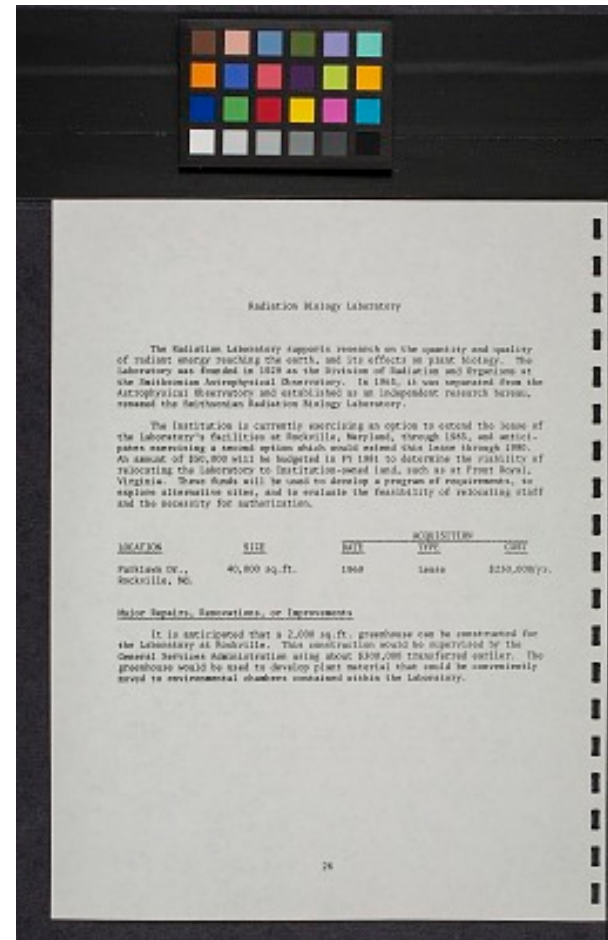 Radiation Biology Laboratory
The Radiation Laboratory supports research on the quantity and quality
of radiant energy reaching the earth, and its effects on plant biology. The
Laboratory was founded in 1929 as the Division of Radiation and Organisms at
the Smithsonian Astrophysical Observatory. In 1965, it was separated from the
Astrophysical Observatory and established as an independent research bureau,
renamed the Smithsonian Radiation Biology Laboratory.
The Institution is currently exercising an option to extend the lease of
the Laboratory's facilities at Rockville, Maryland, through 1985, and antici-
pates exercising a second option which would extend this lease through 1990.
An amount of $50,000 will be budgeted in FY 1981 to determine the viability of
relocating the Laboratory to Institution-owned land, such as at Front Royal,
Virginia. These funds will be used to develop a program of requirements, to
explore alternative sites, and to evaluate the feasibility of relocating staff
and the necessity for authorization.
ACQUISITION
LOCATION SIZE DATE TYPE COST
Parklawn Dr., 40,000 sq.ft. 1969 Lease /yr.
Rockville, Md.
Major Repairs, Renovations, or Improvements
It is anticipated that a 2,000 sq.ft. greenhouse can be constructed for
the Laboratory at Rockville. This construction would be supervised by the
General Services Administration using about $300,000 transferred earlier. The
greenhouse would be used to develop plant material that could be conveniently
moved to environmental chambers contained within the Laboratory.
26